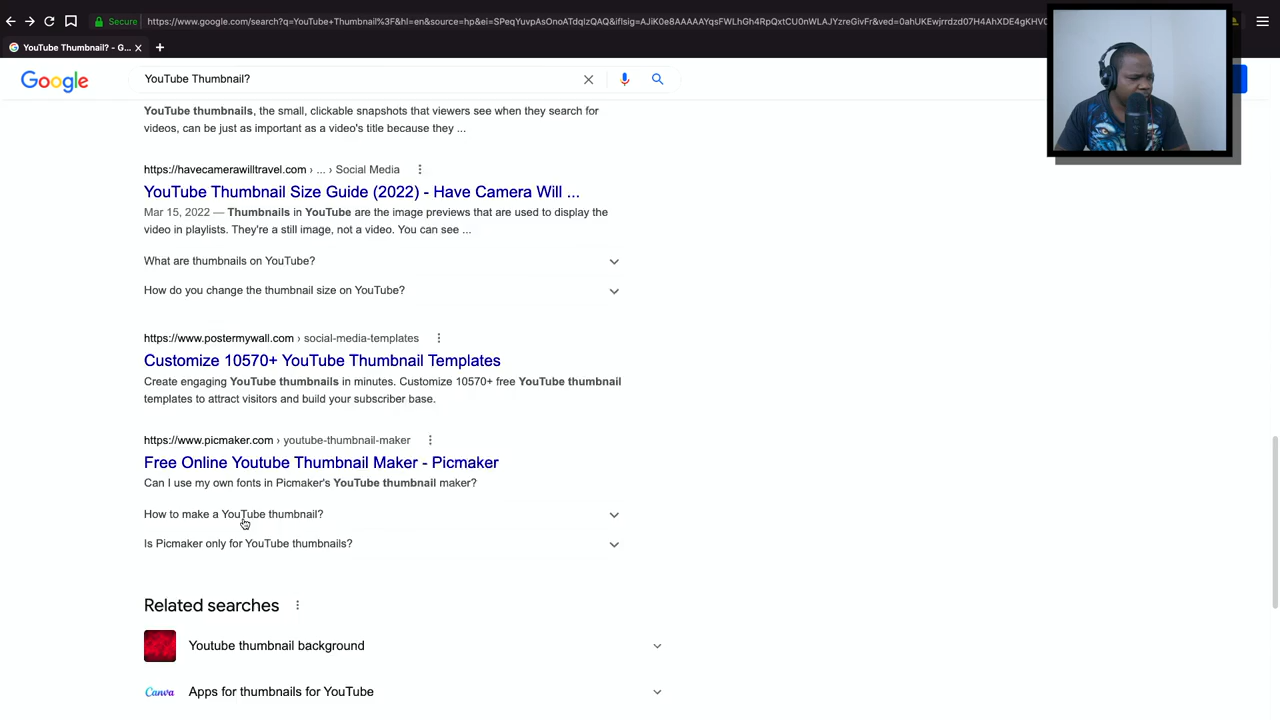 Secure
https://www.google.com/search?q=YouTube+Thumbnail%3F&hl=en&source=hp&ei=SPeqYuvpAsOnoATdqIzQAQ&iflsig=AJiK0e8AAAAAYqsFWLhGh4RpQxtCU0nWLAJYzreGivFr&ved=0ahUKEwjrrdzd07H4AhXDE4gKHV
YouTube Thumbnail? - G...
Google
YouTube Thumbnail?
YouTube thumbnails, the small, clickable snapshots that viewers see when they search for
videos, can be just as important as a video's title because they ...
https://havecamerawilltravel.com › ... › Social Media
YouTube Thumbnail Size Guide (2022) - Have Camera Will ...
Mar 15, 2022 — Thumbnails in YouTube are the image previews that are used to display the
video in playlists. They're a still image, not a video. You can see ...
What are thumbnails on YouTube?
How do you change the thumbnail size on YouTube?
https://www.postermywall.com › social-media-templates
Customize 10570+ YouTube Thumbnail Templates
Create engaging YouTube thumbnails in minutes. Customize 10570+ free YouTube thumbnail
templates to attract visitors and build your subscriber base.
https://www.picmaker.com › youtube-thumbnail-maker
Free Online Youtube Thumbnail Maker - Picmaker
Can I use my own fonts in Picmaker's YouTube thumbnail maker?
How to make a YouTube thumbnail?
Is Picmaker only for YouTube thumbnails?
Related searches
Youtube thumbnail background
Canva
Apps for thumbnails for YouTube